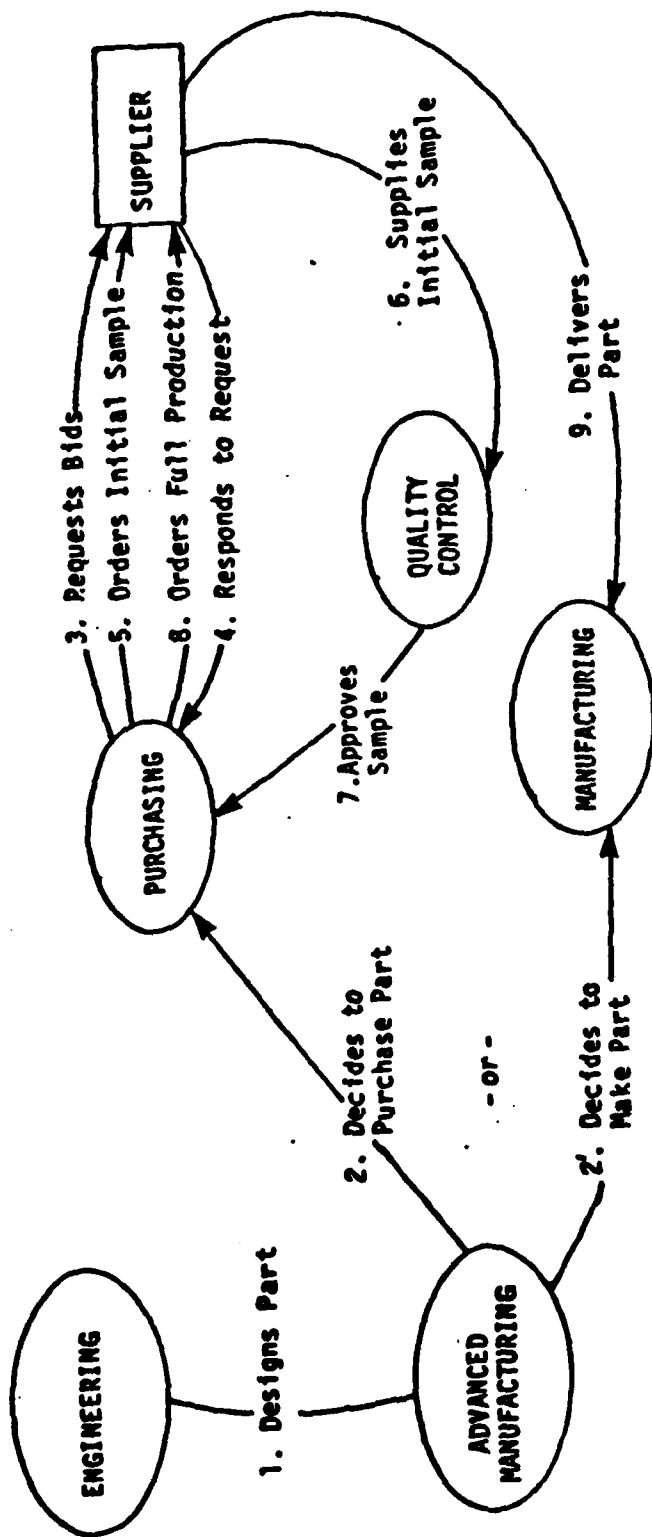 ENGINEERING
1. Designs Part
ADVANCED
MANUFACTURING
2. Decides to
Purchase Part
- or -
2'. Decides to
Make Part
PURCHASING
3. Requests Bids
5. Orders Initial Sample
8. Orders Full Production
4. Responds to Request
SUPPLIER
6. Supplies
Initial Sample
QUALITY
CONTROL
7.Approves
Sample
9. Delivers
Part
MANUFACTURING